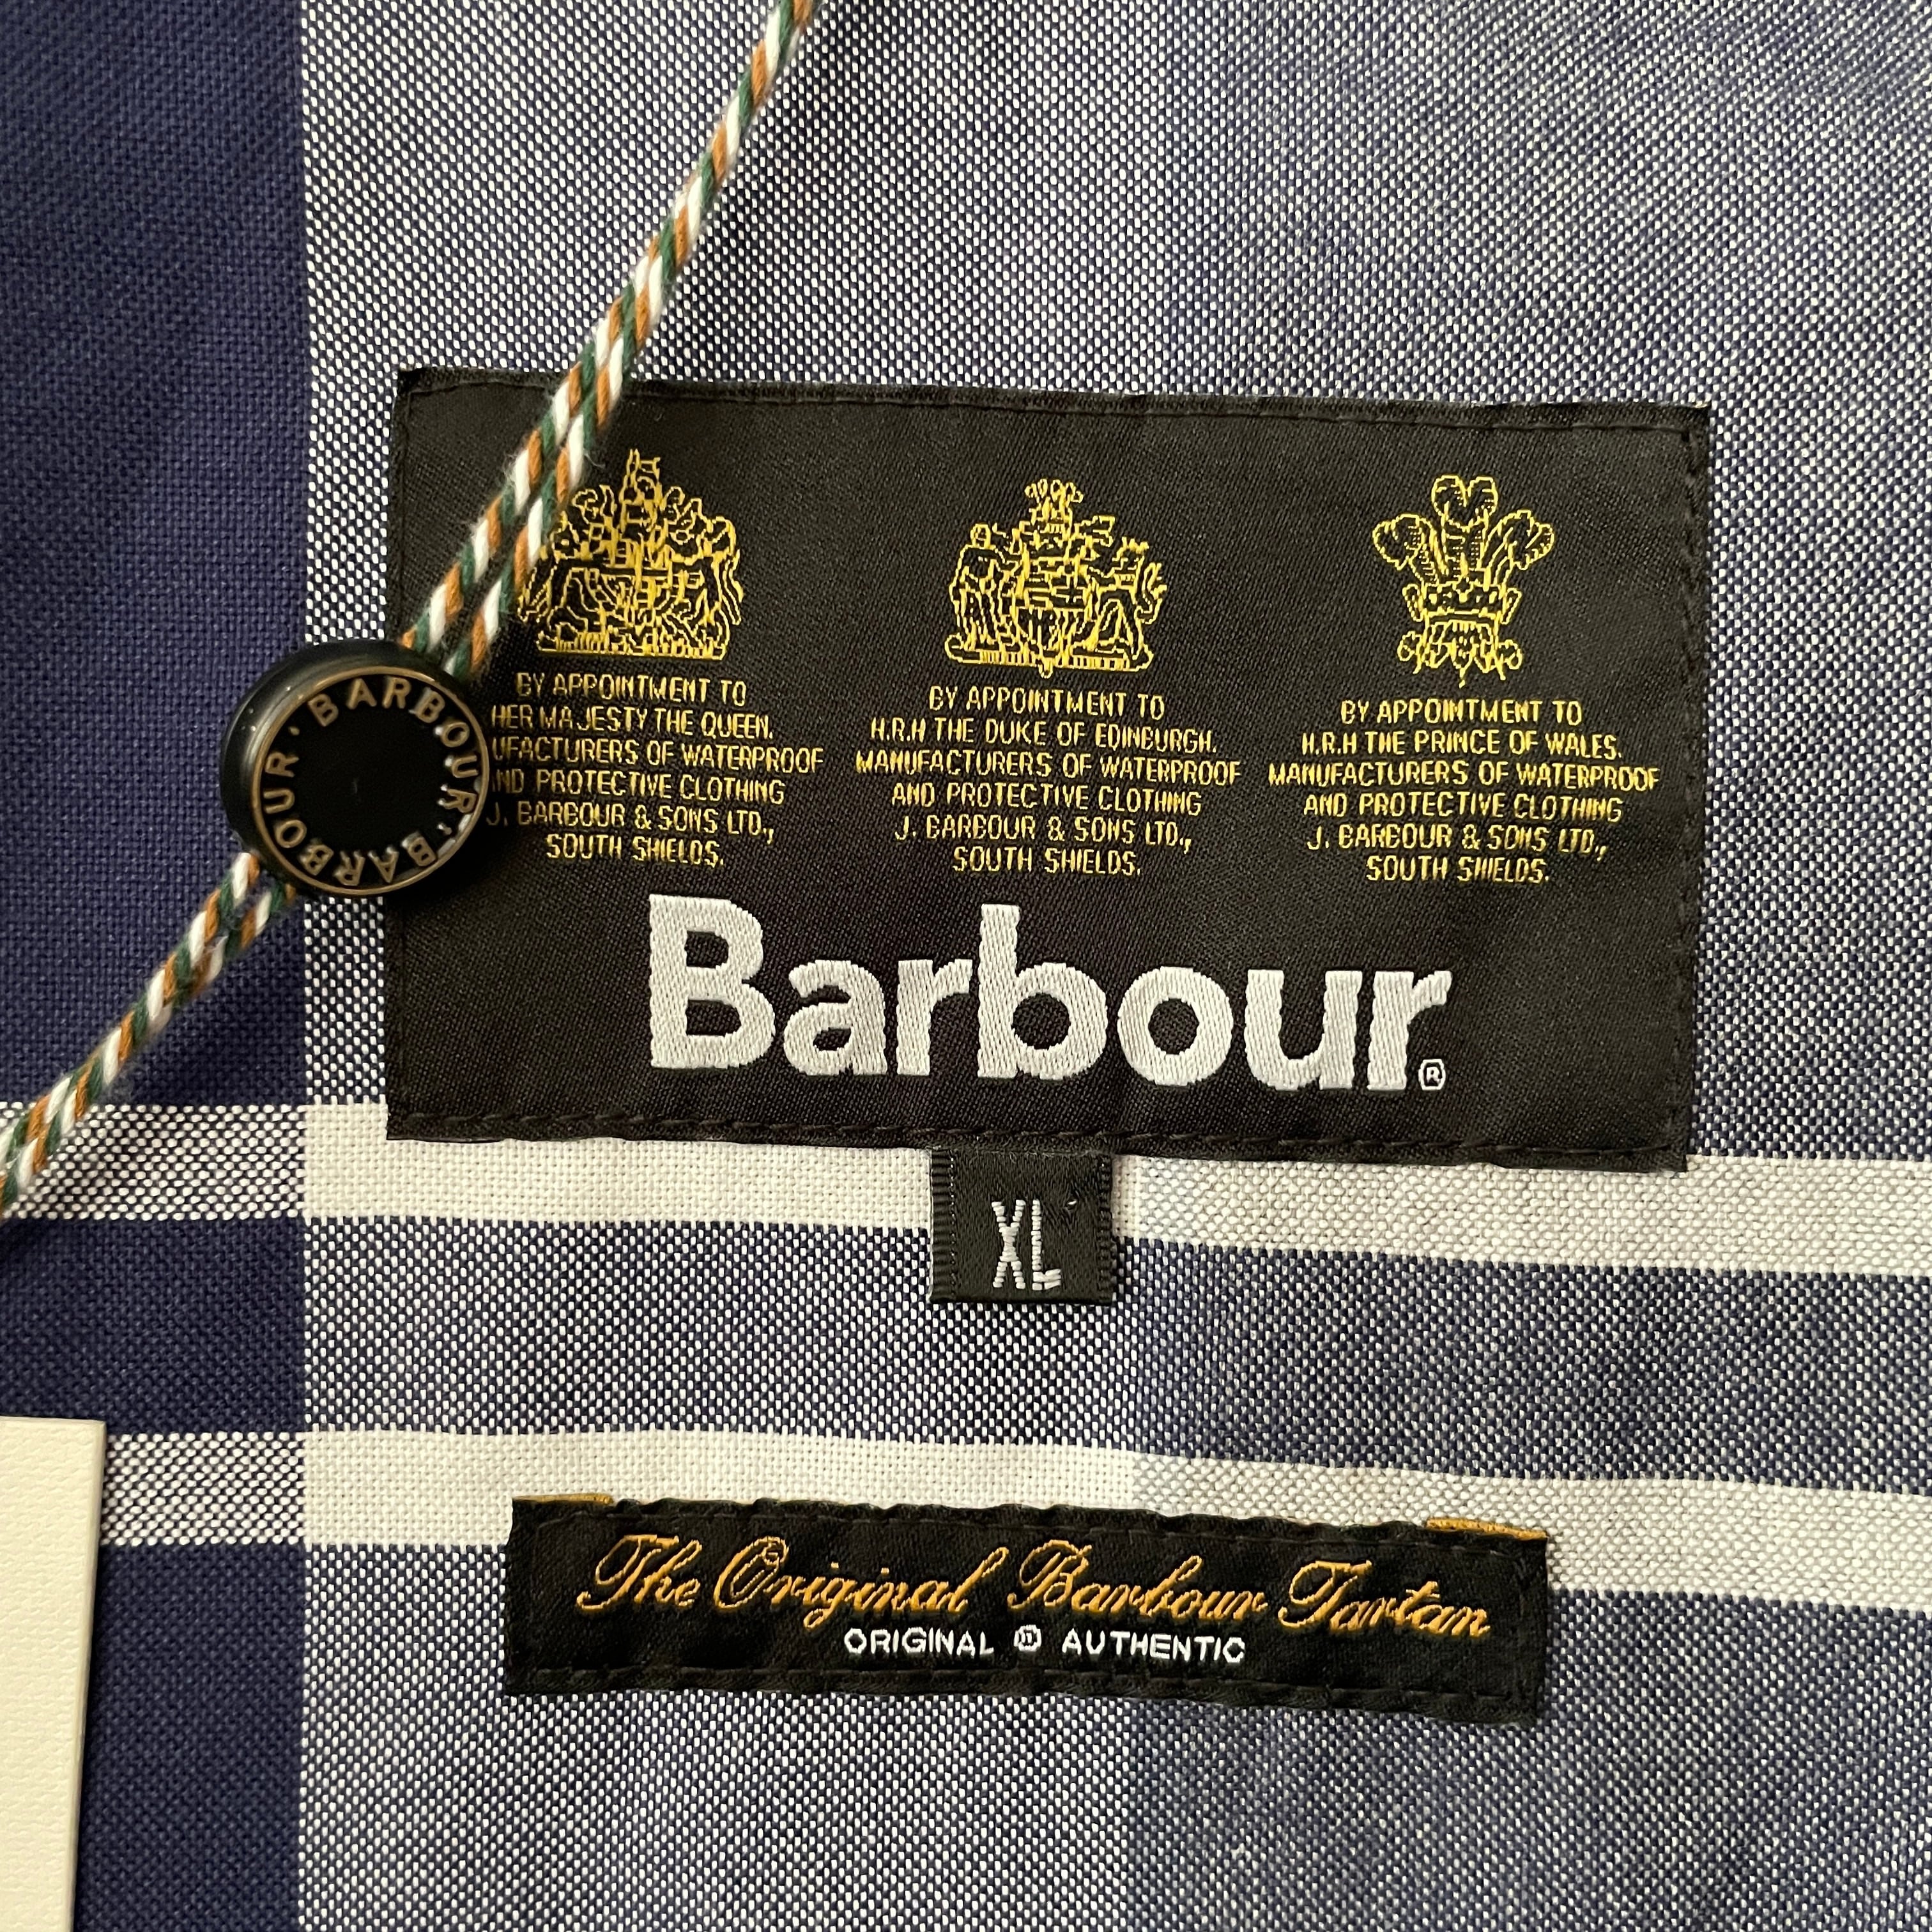 BARBOUR · BARBOUR · BARBOUR ·
BY APPOINTMENT TO
HER MAJESTY THE QUEEN.
UFACTURERS OF WATERPROOF
AND PROTECTIVE CLOTHING
J. BARBOUR & SONS LTD.,
SOUTH SHIELDS.
BY APPOINTMENT TO
H.R.H THE DUKE OF EDINBURGH.
MANUFACTURERS OF WATERPROOF
AND PROTECTIVE CLOTHING
J. BARBOUR & SONS LTD.,
SOUTH SHIELDS.
BY APPOINTMENT TO
H.R.H THE PRINCE OF WALES.
MANUFACTURERS OF WATERPROOF
AND PROTECTIVE CLOTHING
J. BARBOUR & SONS LTD.,
SOUTH SHIELDS.
Barbour®
XL
The Original Barbour Tartan
ORIGINAL AUTHENTIC